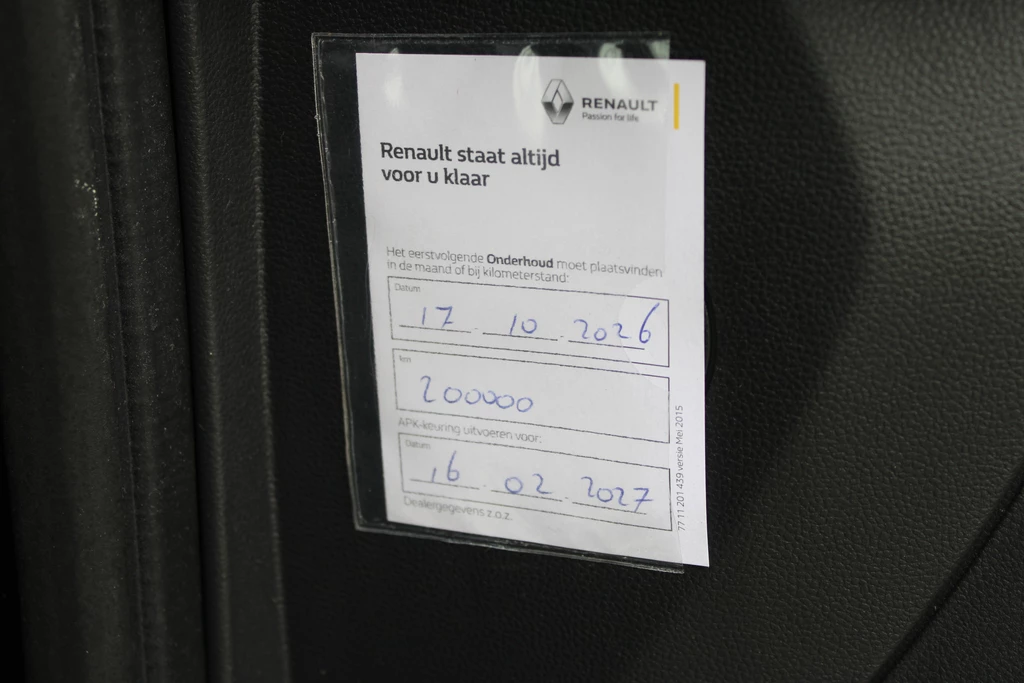 RENAULT
Passion for life
Renault staat altijd
voor u klaar
Het eerstvolgende Onderhoud moet plaatsvinden
in de maand of bij kilometerstand:
Datum
17 . 10 . 2026
km
200000
APK-keuring uitvoeren voor:
Datum
16 . 02 . 2027
Dealergegevens z.o.z.
77 11 201 439 versie Mei 2015